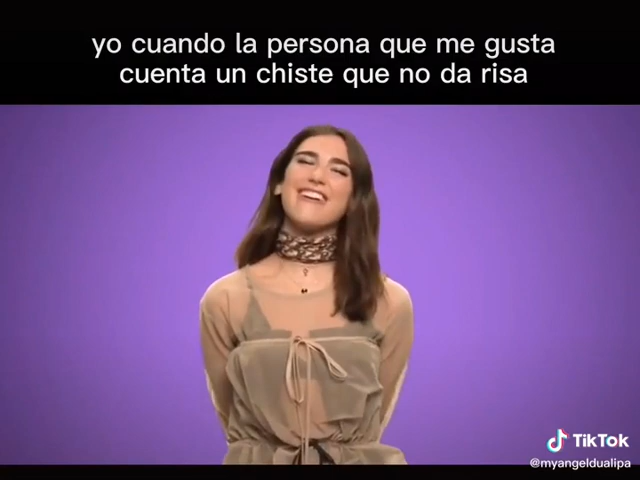 yo cuando la persona que me gusta
cuenta un chiste que no da risa
TikTok
@myangeldualipa